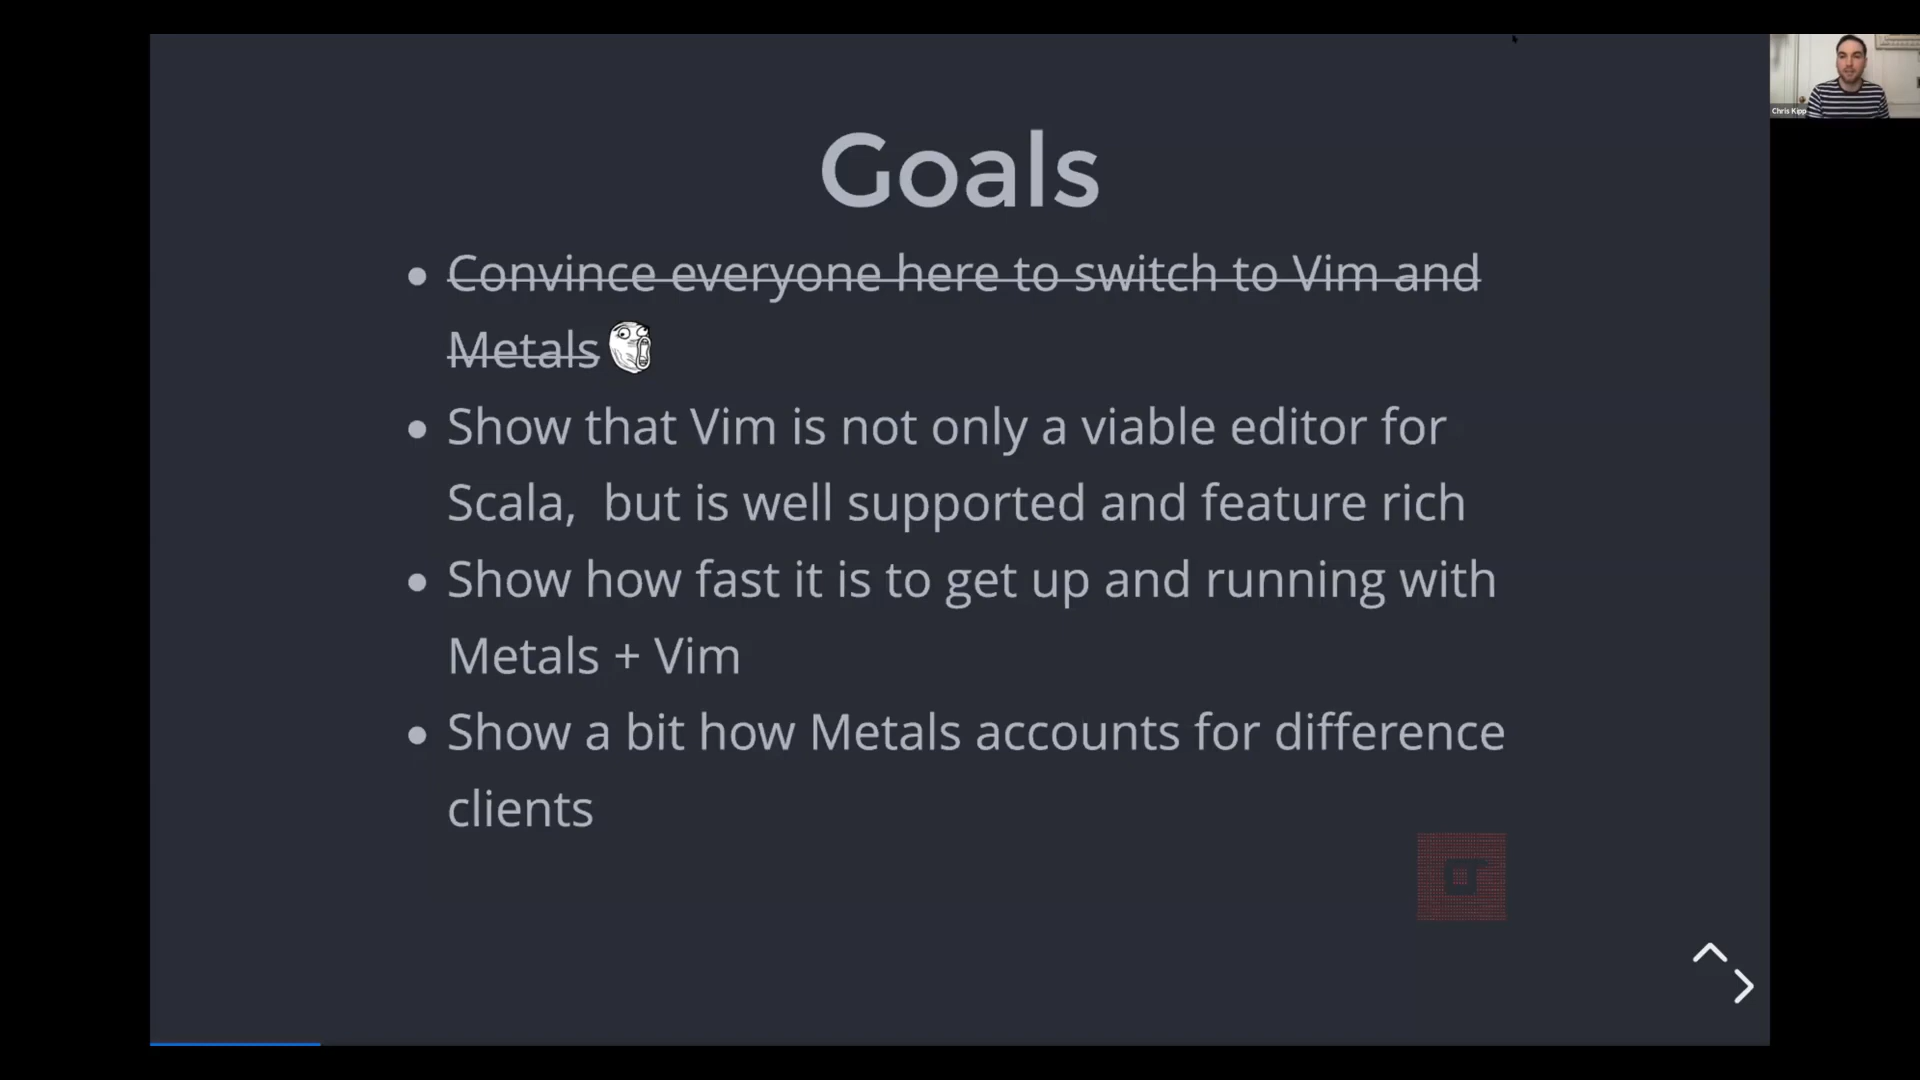 Goals
Convince everyone here to switch to Vim and
Metals
Show that Vim is not only a viable editor for
Scala,  but is well supported and feature rich
Show how fast it is to get up and running with
Metals + Vim
Show a bit how Metals accounts for difference
clients
Chris Kipp